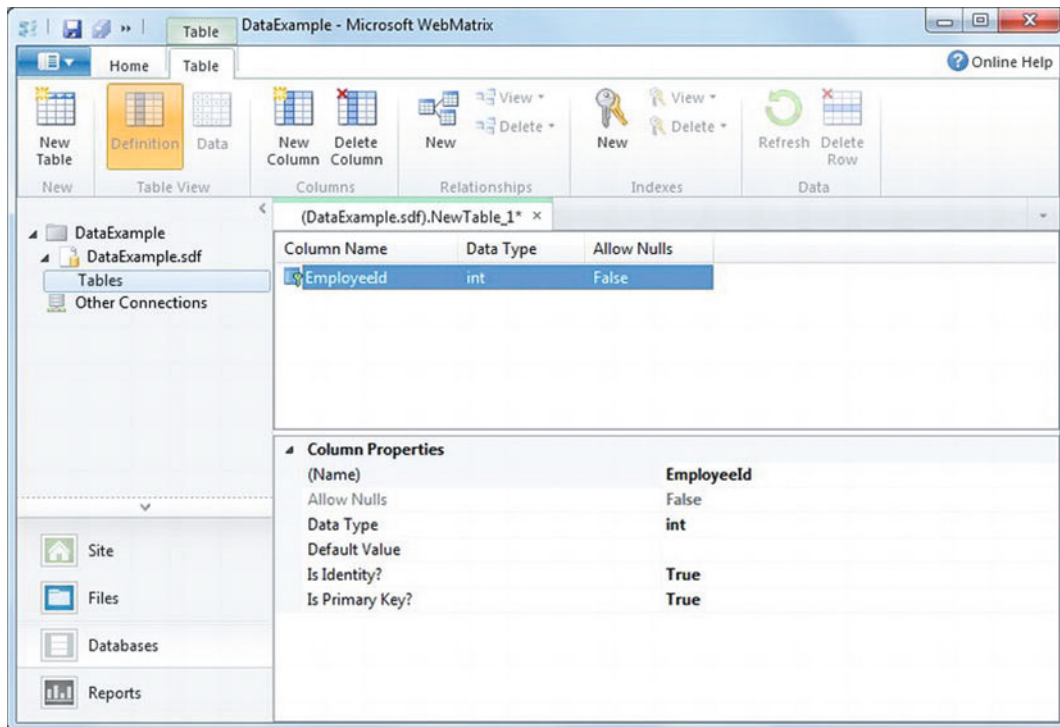 Table
DataExample - Microsoft WebMatrix
Home
Table
Online Help
New Table
Definition
Data
New Column
Delete Column
New
View
Delete
New
View
Delete
Refresh
Delete Row
New
Table View
Columns
Relationships
Indexes
Data
DataExample
DataExample.sdf
Tables
Other Connections
(DataExample.sdf).NewTable_1* ×
Column Name Data Type Allow Nulls
EmployeeId int False
Column Properties
(Name) EmployeeId
Allow Nulls False
Data Type int
Default Value
Is Identity? True
Is Primary Key? True
Site
Files
Databases
Reports